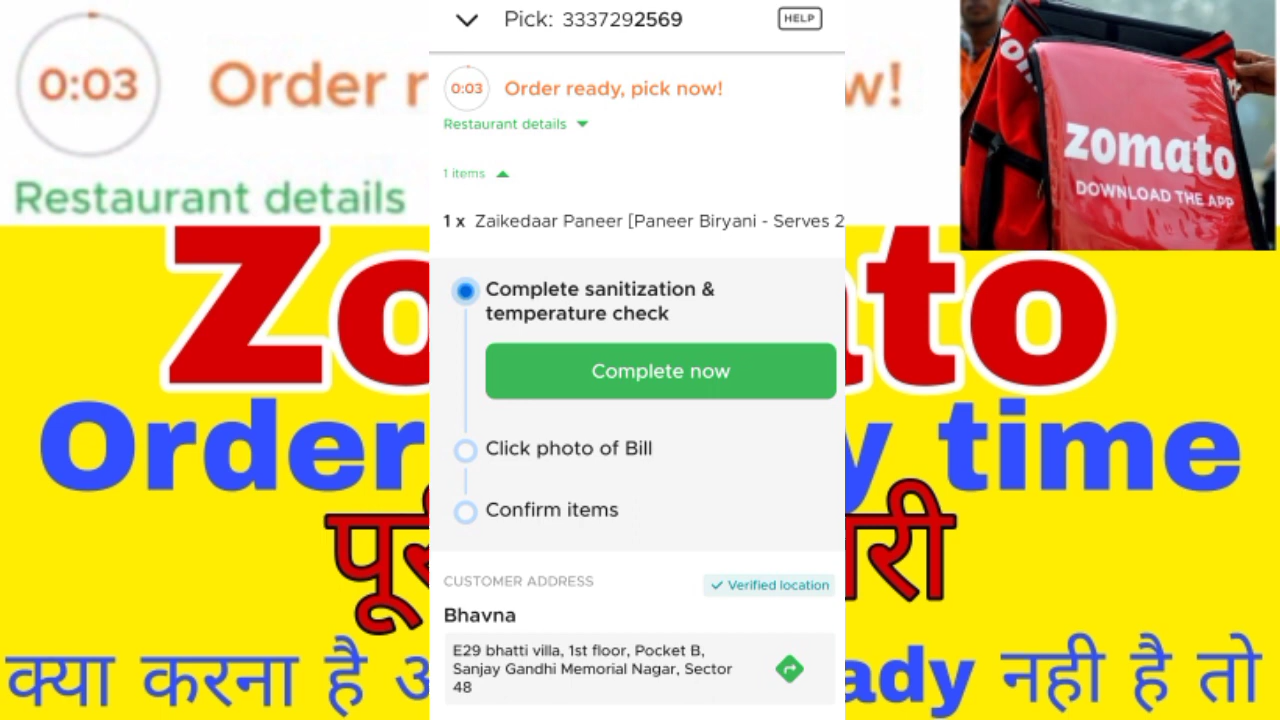 Pick: 3337292569
HELP
0:03
Order ready, pick now!
Restaurant details
1 items
1 x Zaikedaar Paneer [Paneer Biryani - Serves 2
Complete sanitization &
temperature check
Complete now
Click photo of Bill
Confirm items
CUSTOMER ADDRESS
Verified location
Bhavna
E29 bhatti villa, 1st floor, Pocket B,
Sanjay Gandhi Memorial Nagar, Sector
48
0:03 Order r w!
Restaurant details
zomato
DOWNLOAD THE APP
Zo ato
Order y time
क्या करना है ady नही है तो